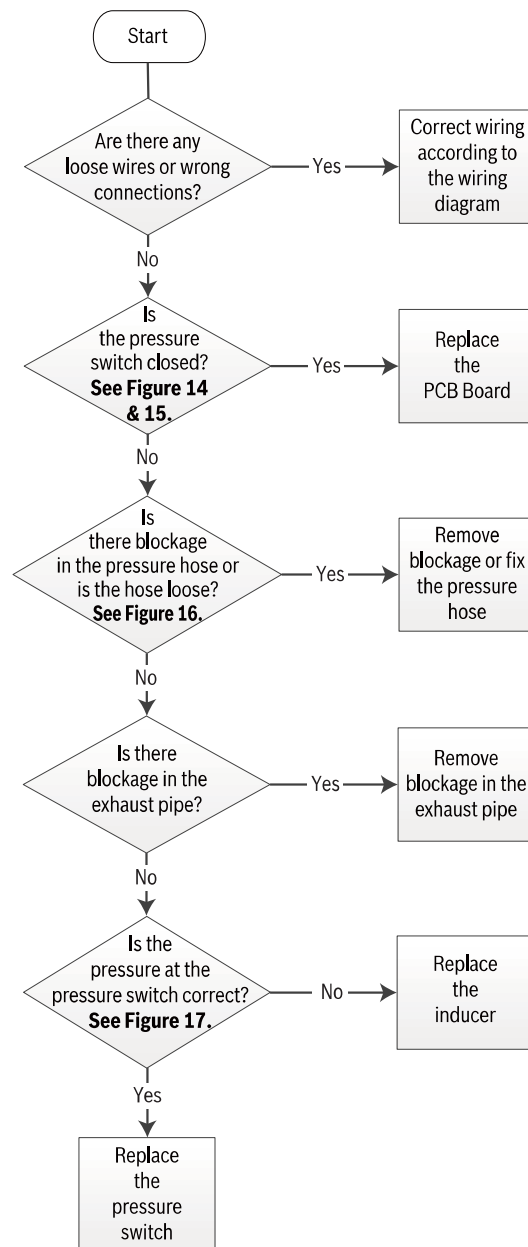 Start
Are there any
loose wires or wrong
connections?
Yes
Correct wiring
according to
the wiring
diagram
No
Is
the pressure
switch closed?
See Figure 14
& 15.
Yes
Replace
the
PCB Board
No
Is
there blockage
in the pressure hose or
is the hose loose?
See Figure 16.
Yes
Remove
blockage or fix
the pressure
hose
No
Is there
blockage in the
exhaust pipe?
Yes
Remove
blockage in the
exhaust pipe
No
Is the
pressure at the
pressure switch correct?
See Figure 17.
No
Replace
the
inducer
Yes
Replace
the
pressure
switch